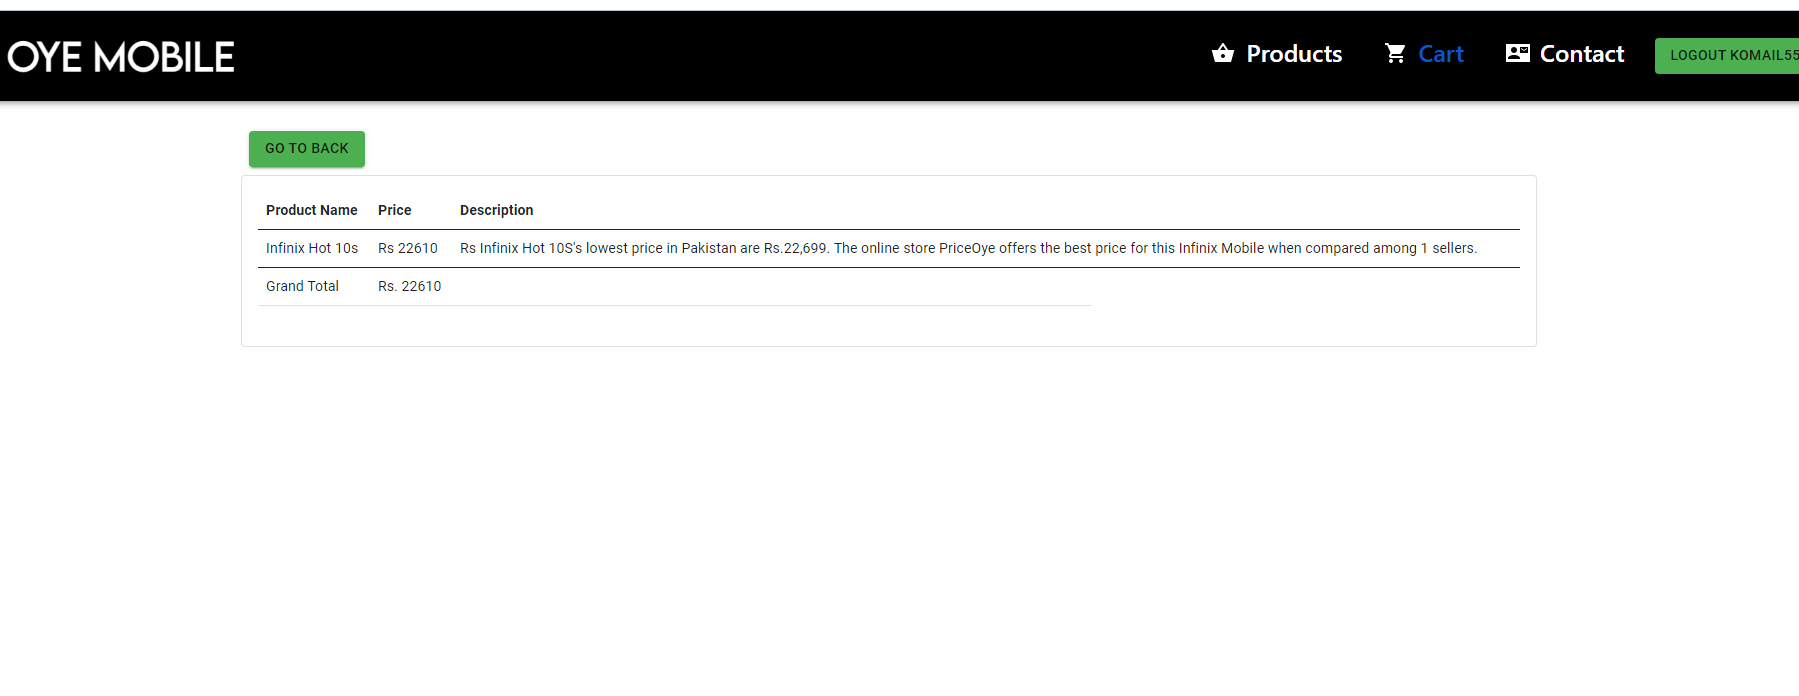 OYE MOBILE
Products Cart Contact LOGOUT KOMAIL55
GO TO BACK
Product Name Price Description
Infinix Hot 10s Rs 22610 Rs Infinix Hot 10S's lowest price in Pakistan are Rs.22,699. The online store PriceOye offers the best price for this Infinix Mobile when compared among 1 sellers.
Grand Total Rs. 22610